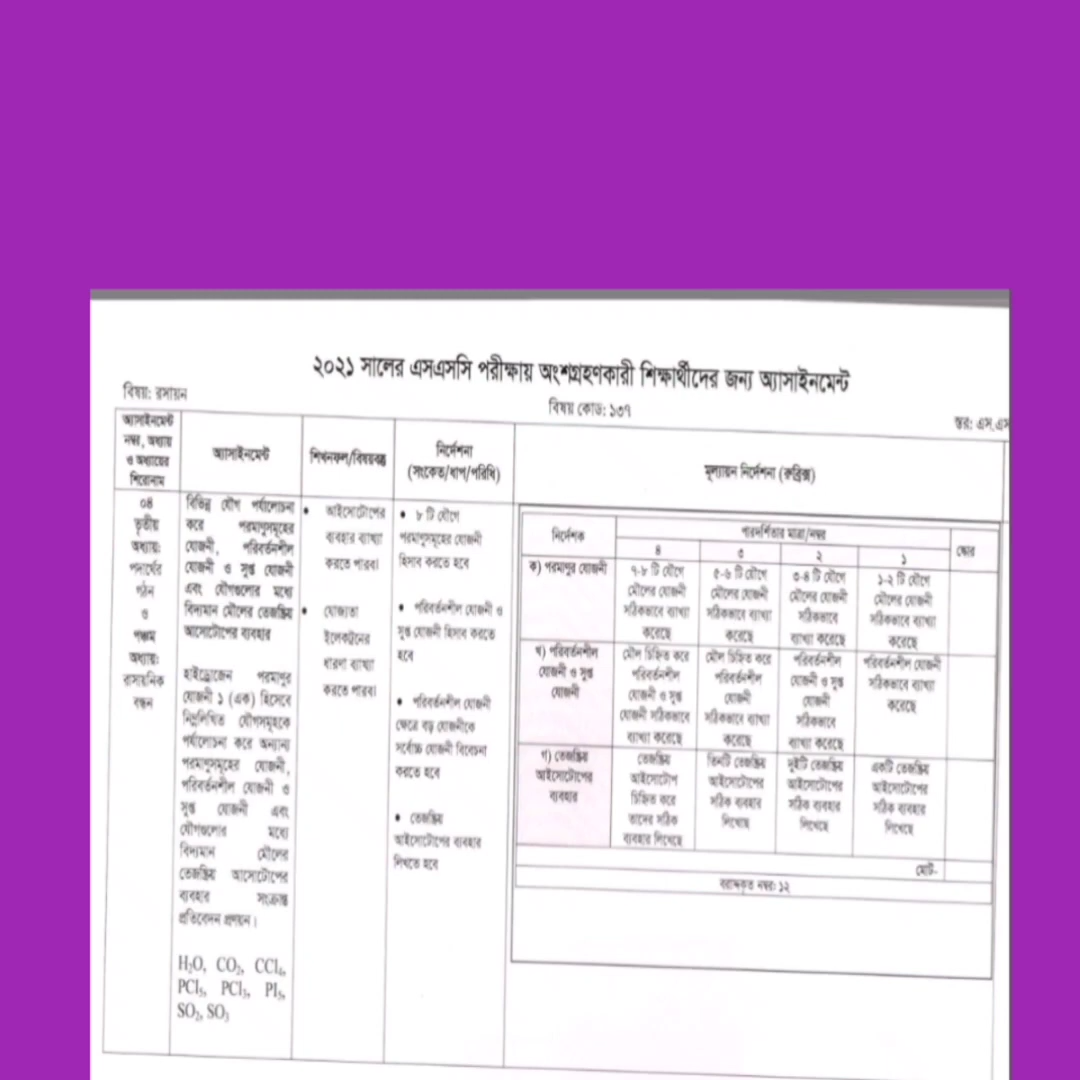 ২০২১ সালের এসএসসি পরীক্ষায় অংশগ্রহণকারী শিক্ষার্থীদের জন্য অ্যাসাইনমেন্ট
বিষয়: রসায়ন
বিষয় কোড: ১৩৭
স্তর: এস.এস
অ্যাসাইনমেন্ট
নম্বর, অধ্যায়
ও অধ্যায়ের
শিরোনাম
অ্যাসাইনমেন্ট
শিখনফল/বিষয়বস্তু
নির্দেশনা
(সংকেত/ধাপ/পরিধি)
মূল্যায়ন নির্দেশনা (রুব্রিক্স)
০৪
তৃতীয়
অধ্যায়:
পদার্থের
গঠন
ও
পঞ্চম
অধ্যায়:
রসায়নিক
বন্ধন
বিভিন্ন যৌগ পর্যালোচনা
করে পরমাণুসমূহের
যোজনী, পরিবর্তনশীল
যোজনী ও সুপ্ত যোজনী
এবং যৌগগুলোর মধ্যে
বিদ্যমান মৌলের তেজস্ক্রিয়
আসোটোপের ব্যবহার
হাইড্রোজেন পরমাণুর
যোজনী ১ (এক) হিসেবে
নিম্নলিখিত যৌগসমূহকে
পর্যালোচনা করে অন্যান্য
পরমাণুসমূহের যোজনী,
পরিবর্তনশীল যোজনী ও
সুপ্ত যোজনী এবং
যৌগগুলোর মধ্যে
বিদ্যমান মৌলের
তেজস্ক্রিয় আসোটোপের
ব্যবহার সংক্রান্ত
প্রতিবেদন প্রণয়ন।
H₂O, CO₂, CCl₄,
PCl₅, PCl₃, PI₅,
SO₂, SO₃
• আইসোটোপের
ব্যবহার ব্যাখ্যা
করতে পারব।
• যোজ্যতা
ইলেকট্রনের
ধারণা ব্যাখ্যা
করতে পারব।
• ৮ টি যৌগে
পরমাণুসমূহের যোজনী
হিসাব করতে হবে
• পরিবর্তনশীল যোজনী ও
সুপ্ত যোজনী হিসাব করতে
হবে
• পরিবর্তনশীল যোজনী
ক্ষেত্রে বড় যোজনীকে
সর্বোচ্চ যোজনী বিবেচনা
করতে হবে
• তেজস্ক্রিয়
আইসোটোপের ব্যবহার
লিখতে হবে
নির্দেশক
পারদর্শিতার মাত্রা/নম্বর
স্কোর
৪
৩
২
১
ক) পরমাণুর যোজনী
৭-৮ টি যৌগে
মৌলের যোজনী
সঠিকভাবে ব্যাখ্যা
করেছে
৫-৬ টি যৌগে
মৌলের যোজনী
সঠিকভাবে ব্যাখ্যা
করেছে
৩-৪ টি যৌগে
মৌলের যোজনী
সঠিকভাবে
ব্যাখ্যা করেছে
১-২ টি যৌগে
মৌলের যোজনী
সঠিকভাবে ব্যাখ্যা
করেছে
খ) পরিবর্তনশীল
যোজনী ও সুপ্ত
যোজনী
মৌল চিহ্নিত করে
পরিবর্তনশীল
যোজনী ও সুপ্ত
যোজনী সঠিকভাবে
ব্যাখ্যা করেছে
মৌল চিহ্নিত করে
পরিবর্তনশীল
যোজনী
সঠিকভাবে ব্যাখ্যা
করেছে
পরিবর্তনশীল
যোজনী ও সুপ্ত
যোজনী
সঠিকভাবে
ব্যাখ্যা করেছে
পরিবর্তনশীল যোজনী
সঠিকভাবে ব্যাখ্যা
করেছে
গ) তেজস্ক্রিয়
আইসোটোপের
ব্যবহার
তেজস্ক্রিয়
আইসোটোপ
চিহ্নিত করে
তাদের সঠিক
ব্যবহার লিখেছে
তিনটি তেজস্ক্রিয়
আইসোটোপের
সঠিক ব্যবহার
লিখেছে
দুইটি তেজস্ক্রিয়
আইসোটোপের
সঠিক ব্যবহার
লিখেছে
একটি তেজস্ক্রিয়
আইসোটোপের
সঠিক ব্যবহার
লিখেছে
মোট-
বরাদ্দকৃত নম্বর: ১২